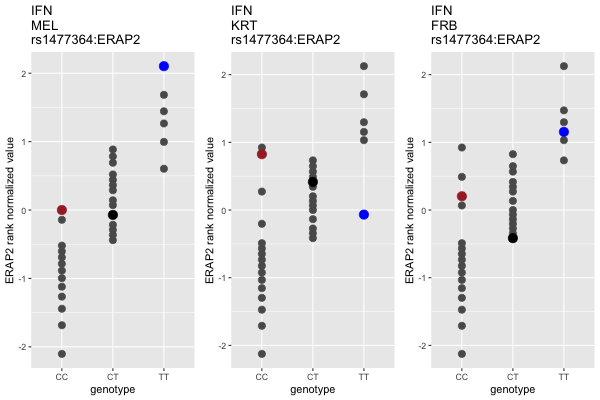 IFN
MEL
rs1477364:ERAP2
ERAP2 rank normalized value
2
1
0
-1
-2
CC
CT
TT
genotype
IFN
KRT
rs1477364:ERAP2
ERAP2 rank normalized value
2
1
0
-1
-2
CC
CT
TT
genotype
IFN
FRB
rs1477364:ERAP2
ERAP2 rank normalized value
2
1
0
-1
-2
CC
CT
TT
genotype